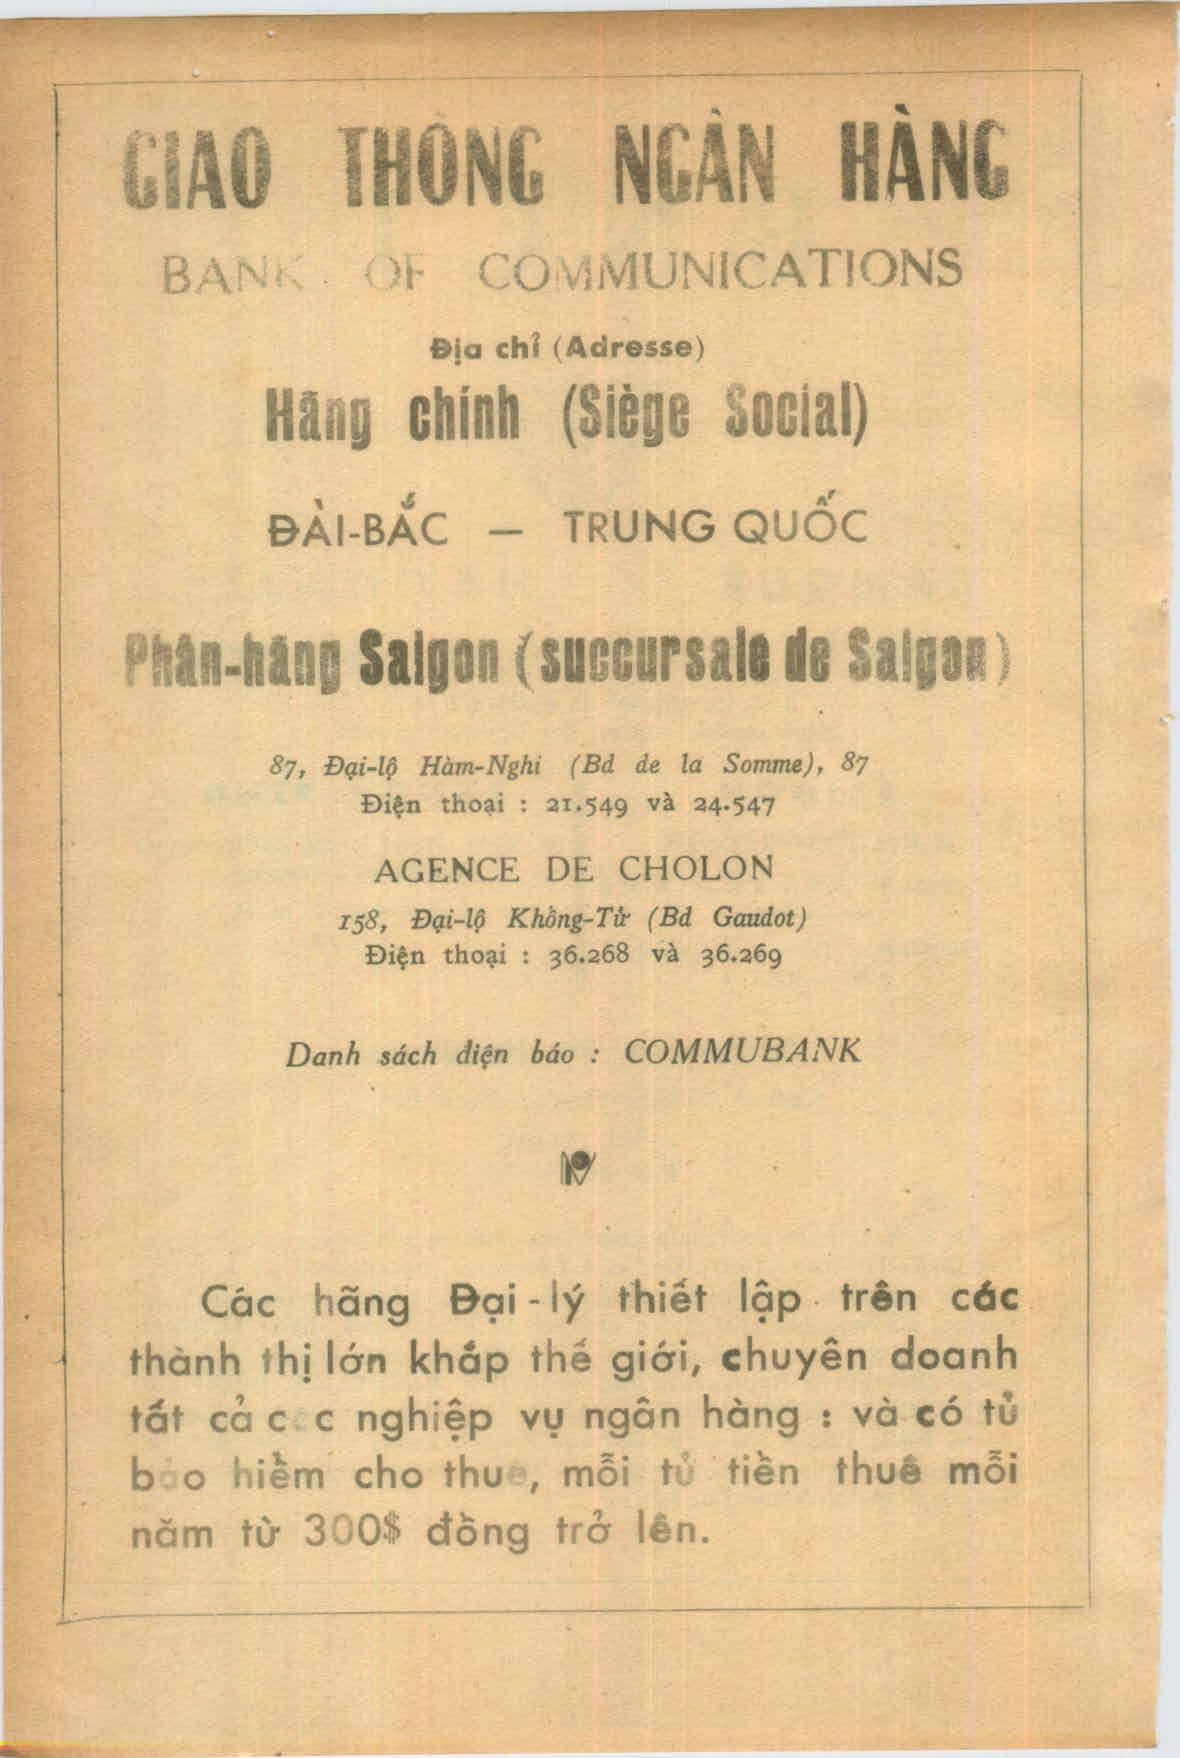 GIAO THÔNG NGÂN HÀNG
BANK OF COMMUNICATIONS
Địa chỉ (Adresse)
Hãng chính (Siège Social)
ĐÀI-BẮC — TRUNG QUỐC
Phân-hãng Saigon (succursale de Saigon)
87, Đại-lộ Hàm-Nghi (Bd de la Somme), 87
Điện thoại : 21.549 và 24.547
AGENCE DE CHOLON
158, Đại-lộ Khổng-Tử (Bd Gaudot)
Điện thoại : 36.268 và 36.269
Danh sách điện báo : COMMUBANK
Các hãng Đại-lý thiết lập trên các
thành thị lớn khắp thế giới, chuyên doanh
tất cả các nghiệp vụ ngân hàng : và có tủ
bảo hiểm cho thuê, mỗi tủ tiền thuê mỗi
năm từ 300$ đồng trở lên.